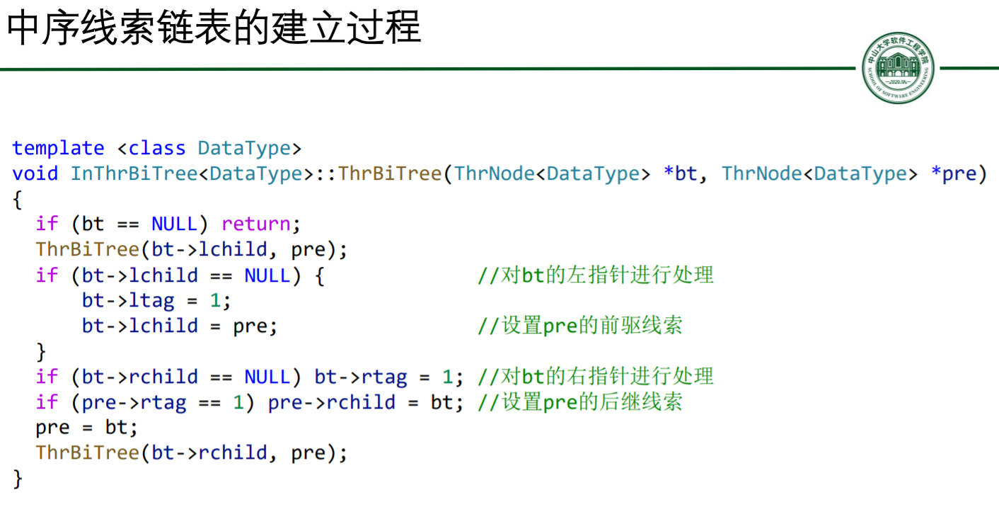 中序线索链表的建立过程
中山大学软件工程学院
SCHOOL OF SOFTWARE ENGINEERING
template <class DataType>
void InThrBiTree<DataType>::ThrBiTree(ThrNode<DataType> *bt, ThrNode<DataType> *pre)
{
if (bt == NULL) return;
ThrBiTree(bt->lchild, pre);
if (bt->lchild == NULL) { //对bt的左指针进行处理
bt->ltag = 1;
bt->lchild = pre; //设置pre的前驱线索
}
if (bt->rchild == NULL) bt->rtag = 1; //对bt的右指针进行处理
if (pre->rtag == 1) pre->rchild = bt; //设置pre的后继线索
pre = bt;
ThrBiTree(bt->rchild, pre);
}